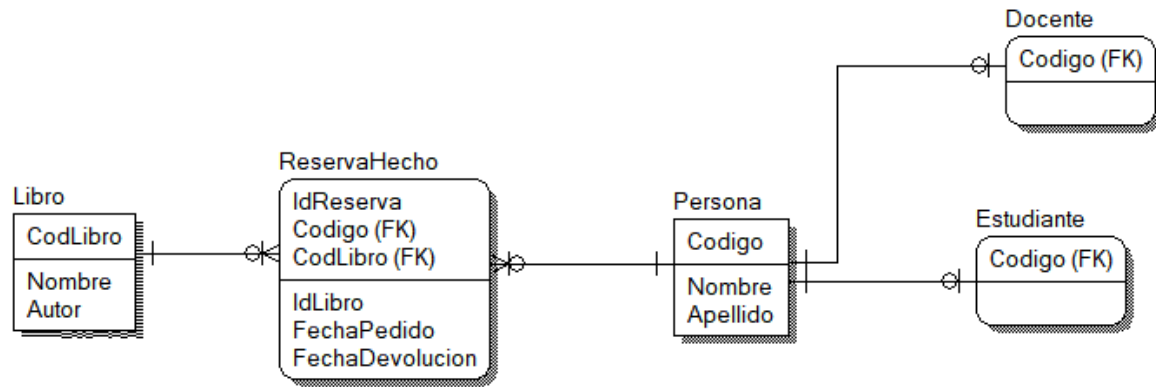 Libro
CodLibro
Nombre
Autor
ReservaHecho
IdReserva
Codigo (FK)
CodLibro (FK)
IdLibro
FechaPedido
FechaDevolucion
Persona
Codigo
Nombre
Apellido
Docente
Codigo (FK)
Estudiante
Codigo (FK)